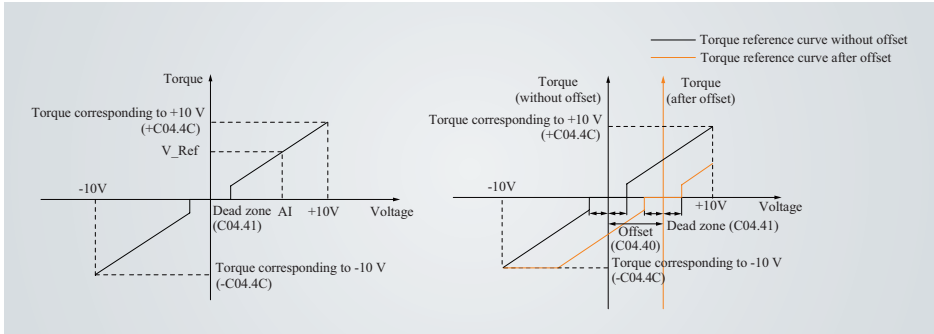 Torque reference curve without offset
Torque reference curve after offset
Torque
Torque corresponding to +10 V
(+C04.4C)
V_Ref
-10V
Dead zone
(C04.41)
AI
+10V
Voltage
Torque corresponding to -10 V
(-C04.4C)
Torque
(without offset)
Torque
(after offset)
Torque corresponding to +10 V
(+C04.4C)
-10V
+10V
Voltage
Offset
(C04.40)
Dead zone (C04.41)
Torque corresponding to -10 V
(-C04.4C)